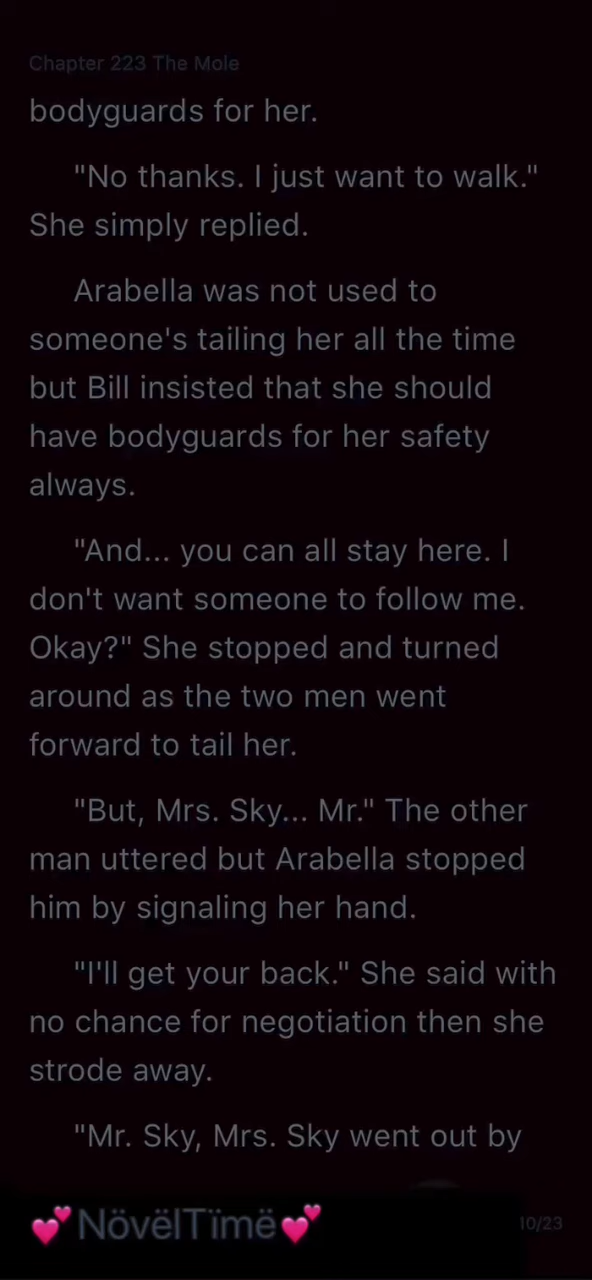 Chapter 223 The Mole
bodyguards for her.
"No thanks. I just want to walk."
She simply replied.
Arabella was not used to
someone's tailing her all the time
but Bill insisted that she should
have bodyguards for her safety
always.
"And... you can all stay here. I
don't want someone to follow me.
Okay?" She stopped and turned
around as the two men went
forward to tail her.
"But, Mrs. Sky... Mr." The other
man uttered but Arabella stopped
him by signaling her hand.
"I'll get your back." She said with
no chance for negotiation then she
strode away.
"Mr. Sky, Mrs. Sky went out by
💕NövëlTïmë💕
10/23